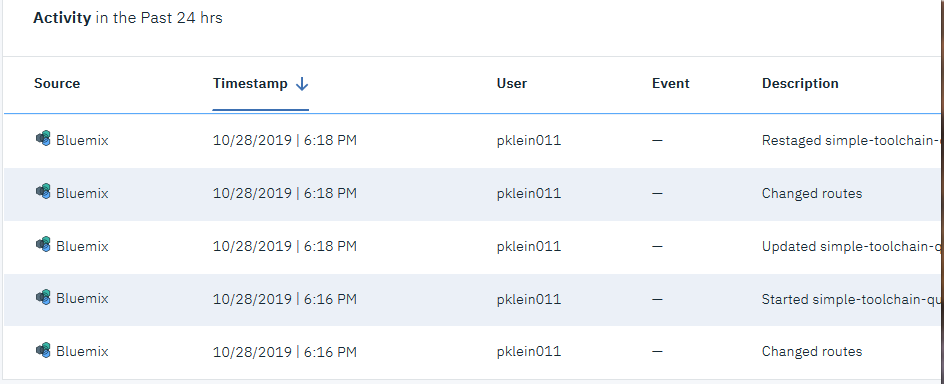 Activity in the Past 24 hrs
Source Timestamp User Event Description
Bluemix 10/28/2019 | 6:18 PM pklein011 — Restaged simple-toolchain-
Bluemix 10/28/2019 | 6:18 PM pklein011 — Changed routes
Bluemix 10/28/2019 | 6:18 PM pklein011 — Updated simple-toolchain-q
Bluemix 10/28/2019 | 6:16 PM pklein011 — Started simple-toolchain-qu
Bluemix 10/28/2019 | 6:16 PM pklein011 — Changed routes